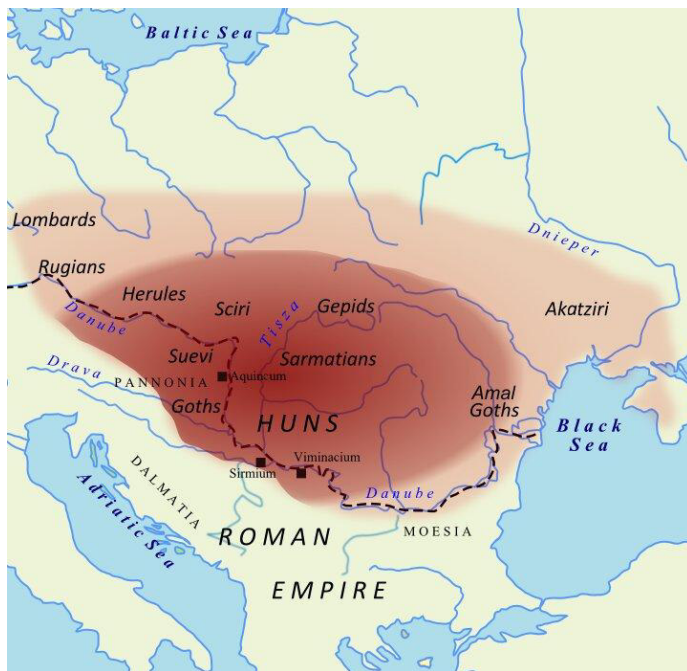 Baltic Sea
Lombards
Dnieper
Rugians
Herules
Sciri
Tisza
Gepids
Akatziri
Danube
Suevi
Sarmatians
Drava
PANNONIA
Aquincum
Goths
HUNS
Amal
Goths
Black
Sea
Viminacium
Sirmium
DALMATIA
Adriatic Sea
Danube
MOESIA
ROMAN
EMPIRE